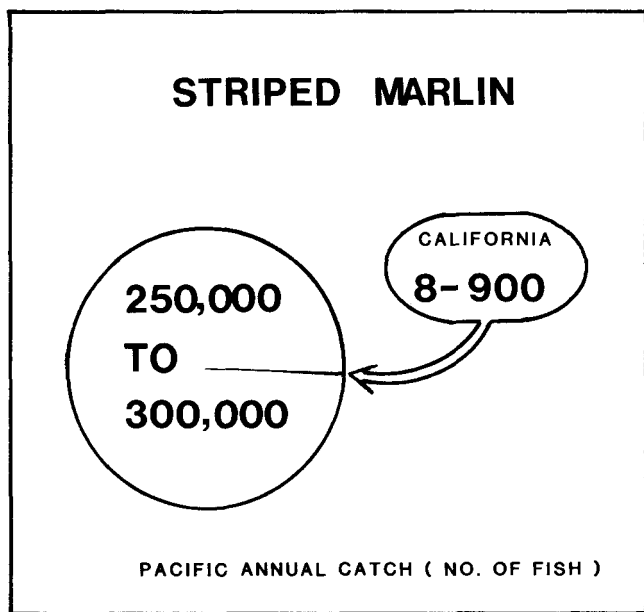 STRIPED MARLIN
250,000
TO
300,000
CALIFORNIA
8-900
PACIFIC ANNUAL CATCH ( NO. OF FISH )